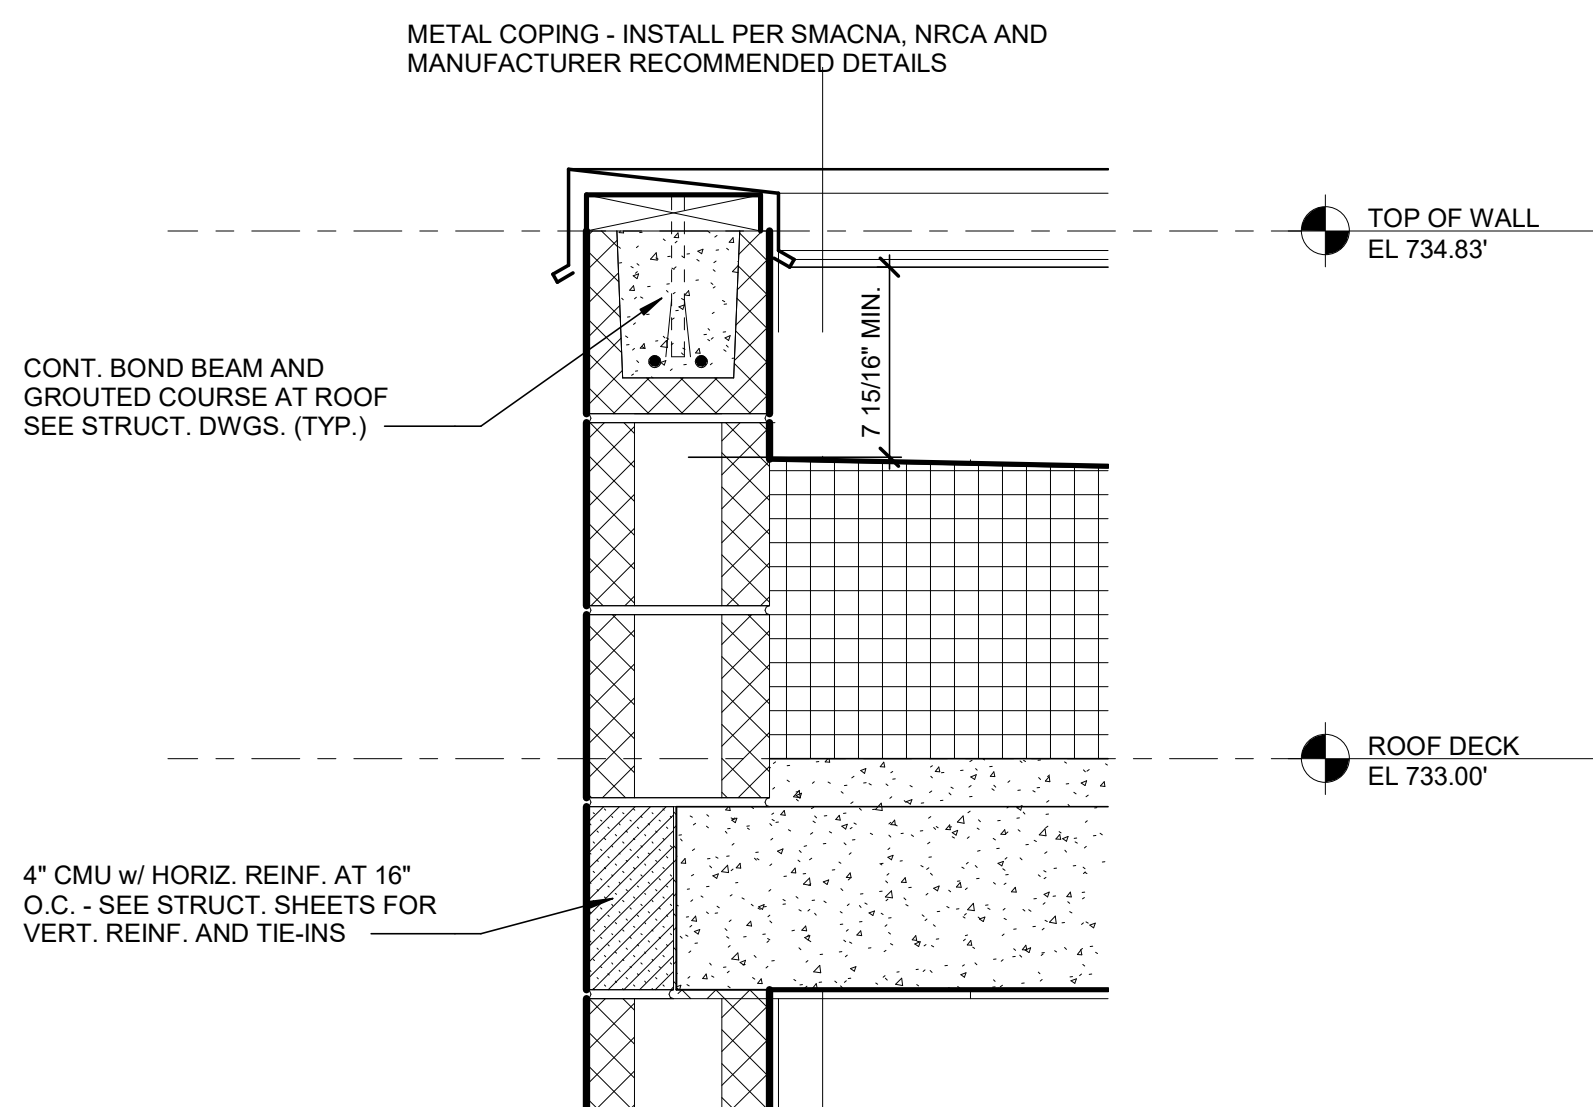 METAL COPING - INSTALL PER SMACNA, NRCA AND
MANUFACTURER RECOMMENDED DETAILS
TOP OF WALL
EL 734.83'
7 15/16" MIN.
CONT. BOND BEAM AND
GROUTED COURSE AT ROOF
SEE STRUCT. DWGS. (TYP.)
ROOF DECK
EL 733.00'
4" CMU w/ HORIZ. REINF. AT 16"
O.C. - SEE STRUCT. SHEETS FOR
VERT. REINF. AND TIE-INS